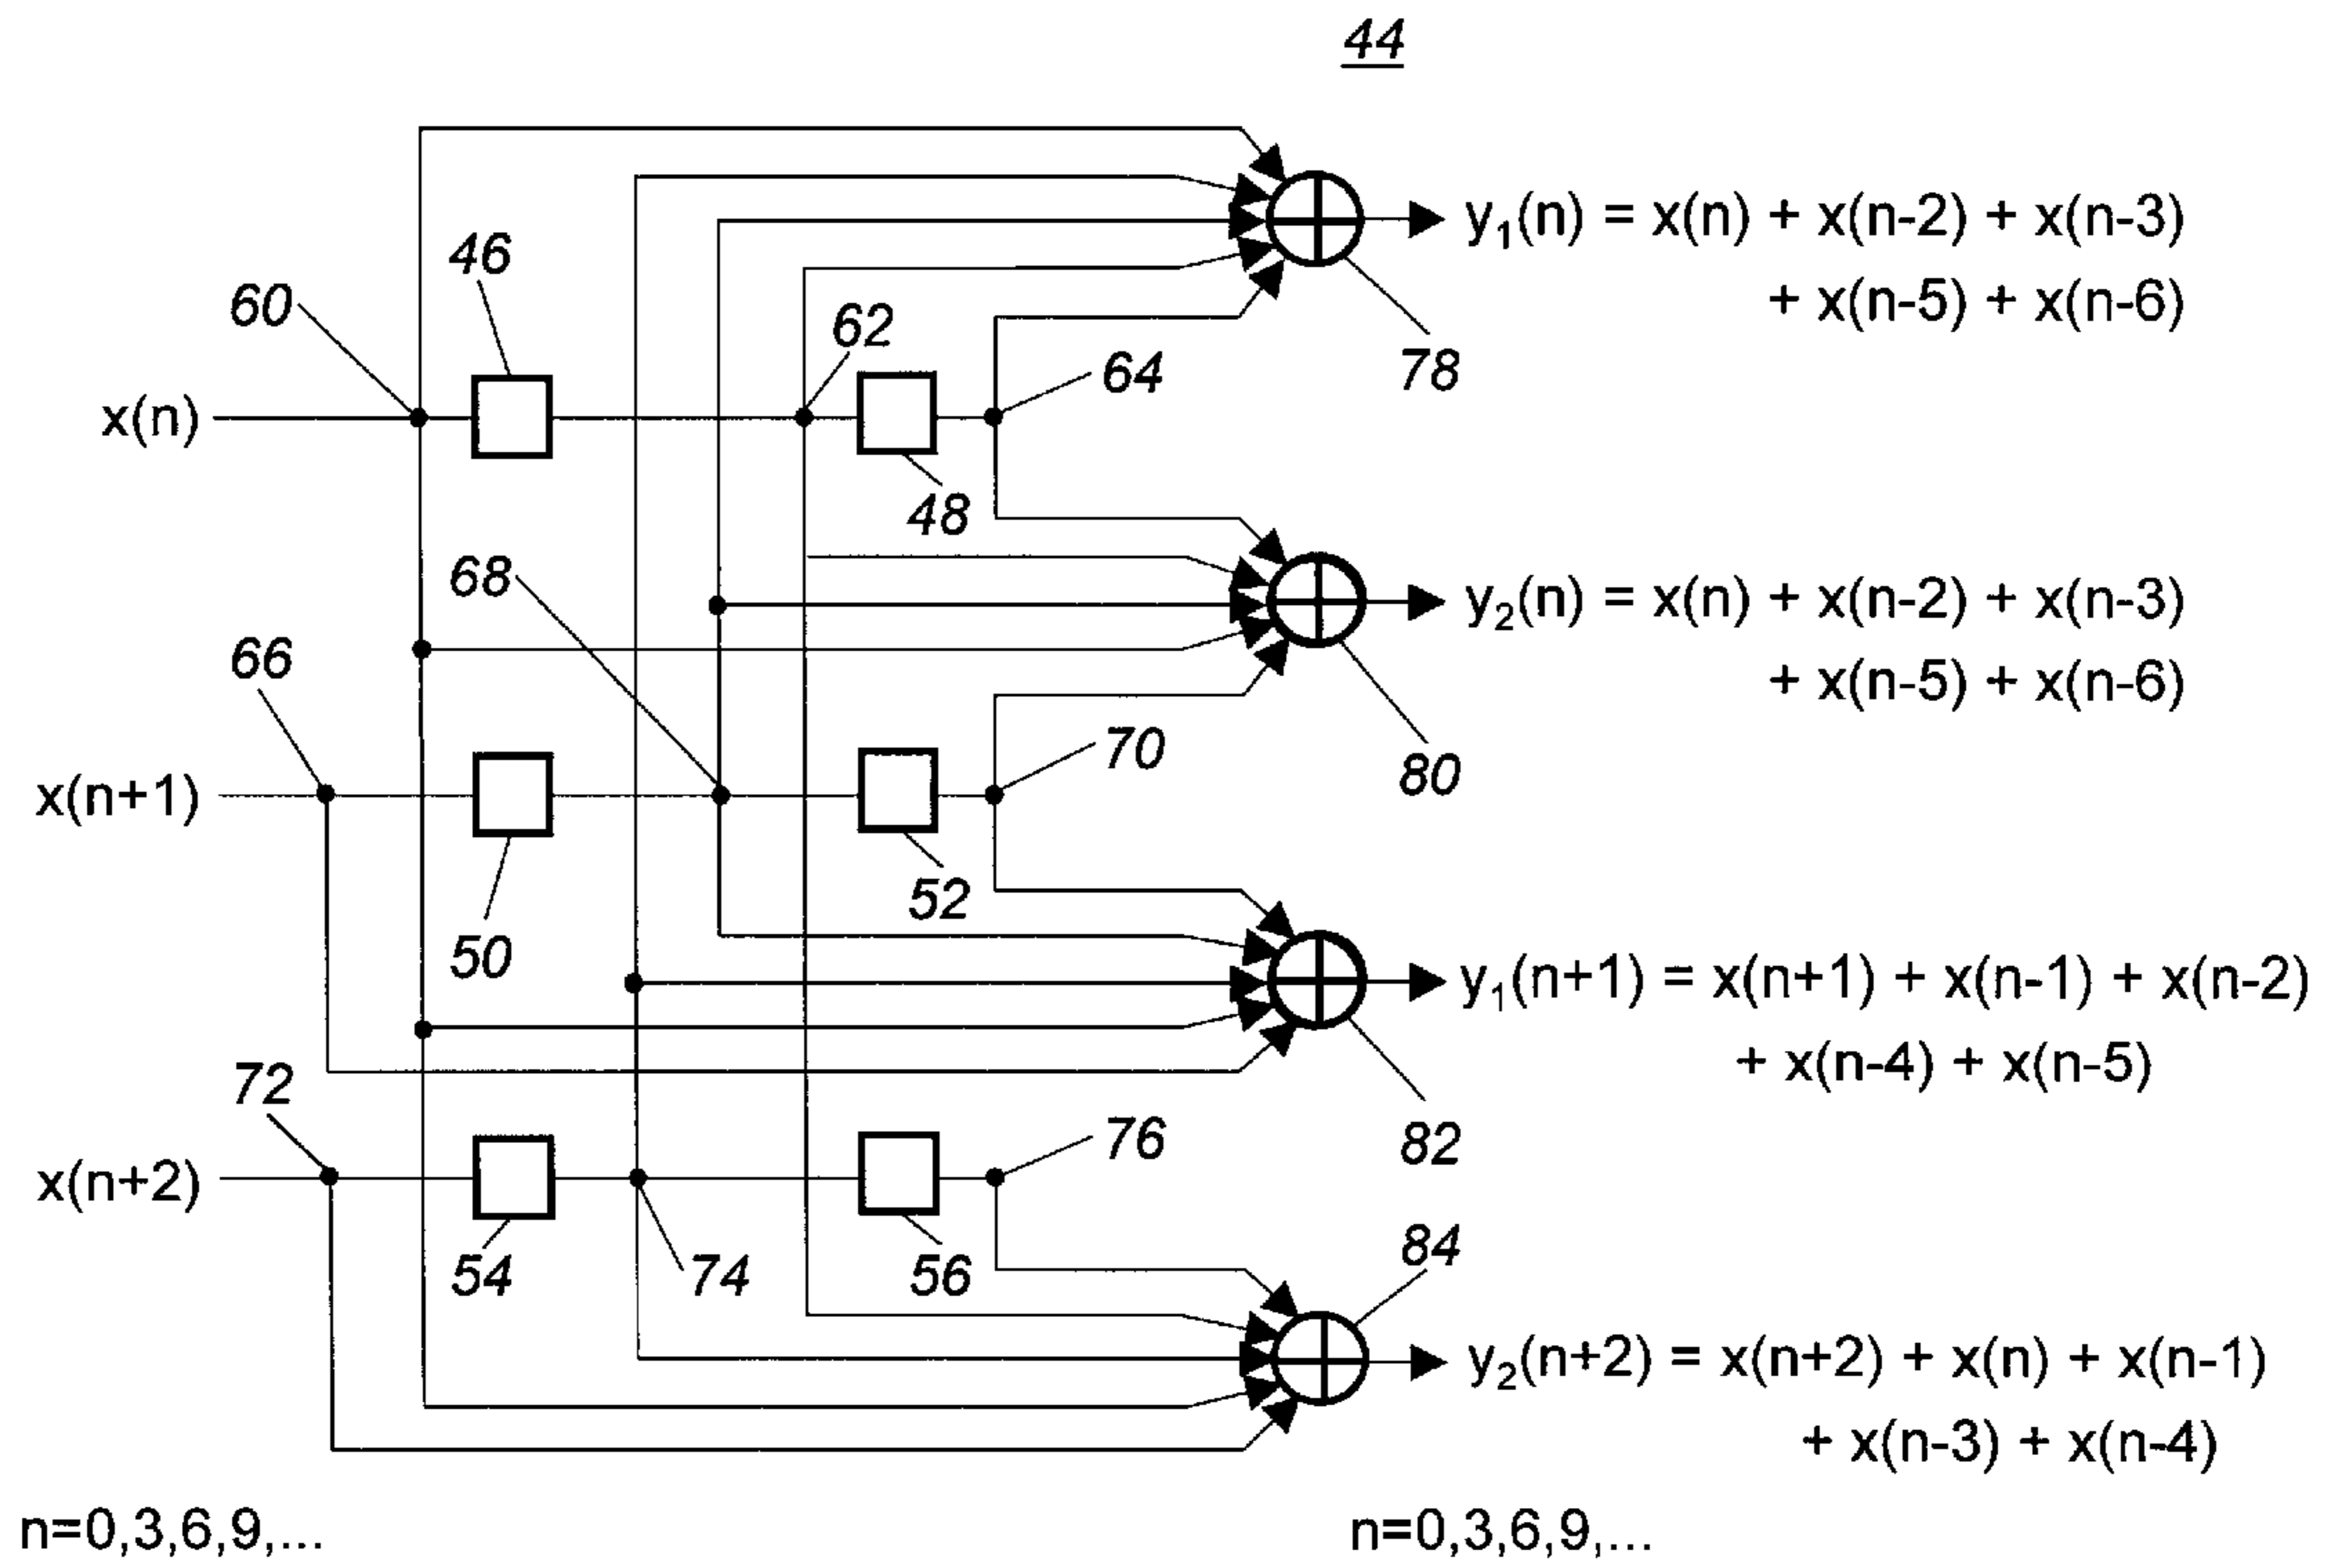 44
46
60
62
64
x(n)
y₁(n) = x(n) + x(n-2) + x(n-3)
+ x(n-5) + x(n-6)
78
48
68
66
y₂(n) = x(n) + x(n-2) + x(n-3)
+ x(n-5) + x(n-6)
70
80
x(n+1)
50
52
y₁(n+1) = x(n+1) + x(n-1) + x(n-2)
+ x(n-4) + x(n-5)
72
76
82
x(n+2)
54
74
56
84
y₂(n+2) = x(n+2) + x(n) + x(n-1)
+ x(n-3) + x(n-4)
n=0,3,6,9,...
n=0,3,6,9,...